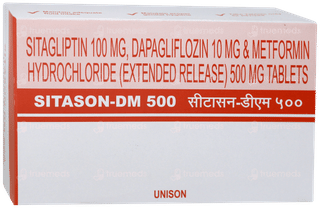 SITAGLIPTIN 100 MG, DAPAGLIFLOZIN 10 MG & METFORMIN
HYDROCHLORIDE (EXTENDED RELEASE) 500 MG TABLETS
SITASON-DM 500 सीटासन-डीएम ५००
UNISON